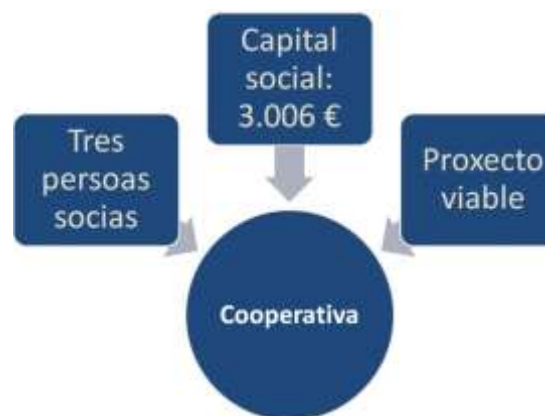 Capital
social:
3.006 €
Tres
persoas
socias
Proxecto
viable
Cooperativa